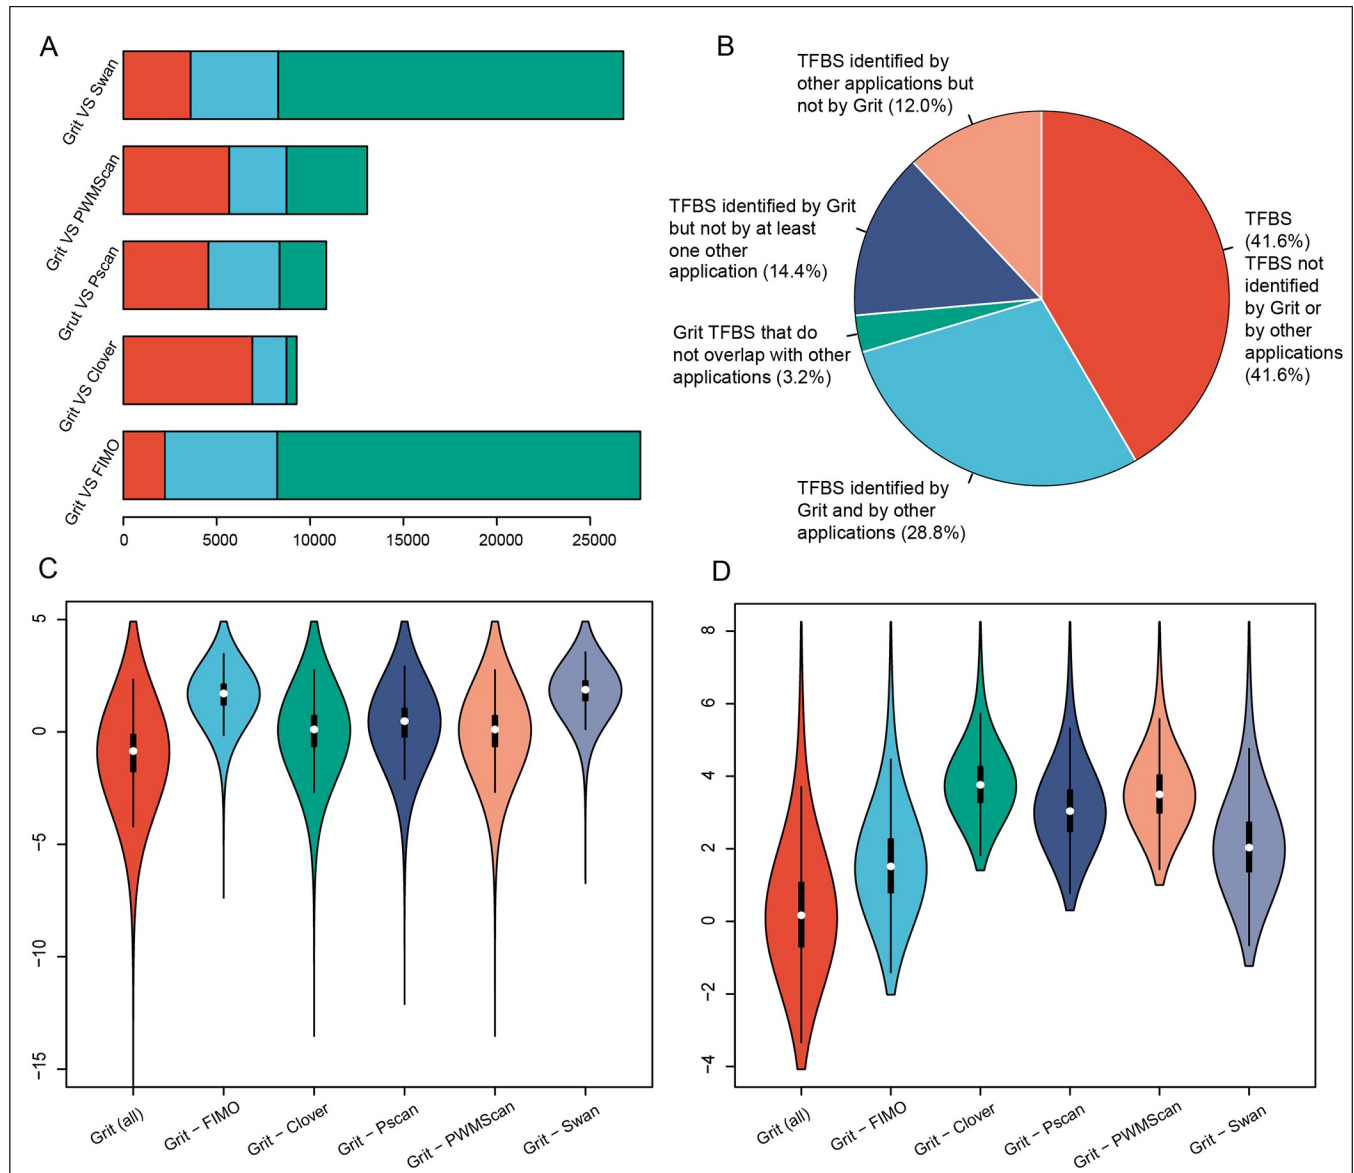 A
Grit VS Swan
Grit VS PWMScan
Grut VS Pscan
Grit VS Clover
Grit VS FIMO
0
5000
10000
15000
20000
25000
B
TFBS identified by
other applications but
not by Grit (12.0%)
TFBS identified by Grit
but not by at least
one other
application (14.4%)
Grit TFBS that do
not overlap with other
applications (3.2%)
TFBS identified by
Grit and by other
applications (28.8%)
TFBS
(41.6%)
TFBS not
identified
by Grit or
by other
applications
(41.6%)
C
5
0
−5
−10
−15
Grit (all)
Grit − FIMO
Grit − Clover
Grit − Pscan
Grit − PWMScan
Grit − Swan
D
8
6
4
2
0
−2
−4
Grit (all)
Grit − FIMO
Grit − Clover
Grit − Pscan
Grit − PWMScan
Grit − Swan